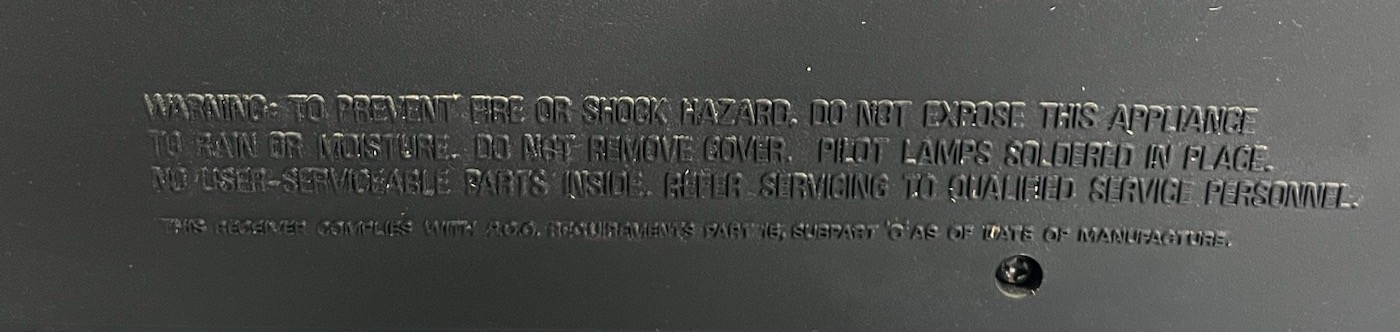 WARNING: TO PREVENT FIRE OR SHOCK HAZARD, DO NOT EXPOSE THIS APPLIANCE
TO RAIN OR MOISTURE. DO NOT REMOVE COVER. PILOT LAMPS SOLDERED IN PLACE.
NO USER-SERVICEABLE PARTS INSIDE. REFER SERVICING TO QUALIFIED SERVICE PERSONNEL.
THIS RECEIVER COMPLIES WITH F.C.C. REQUIREMENTS PART 15, SUBPART 'C' AS OF DATE OF MANUFACTURE.